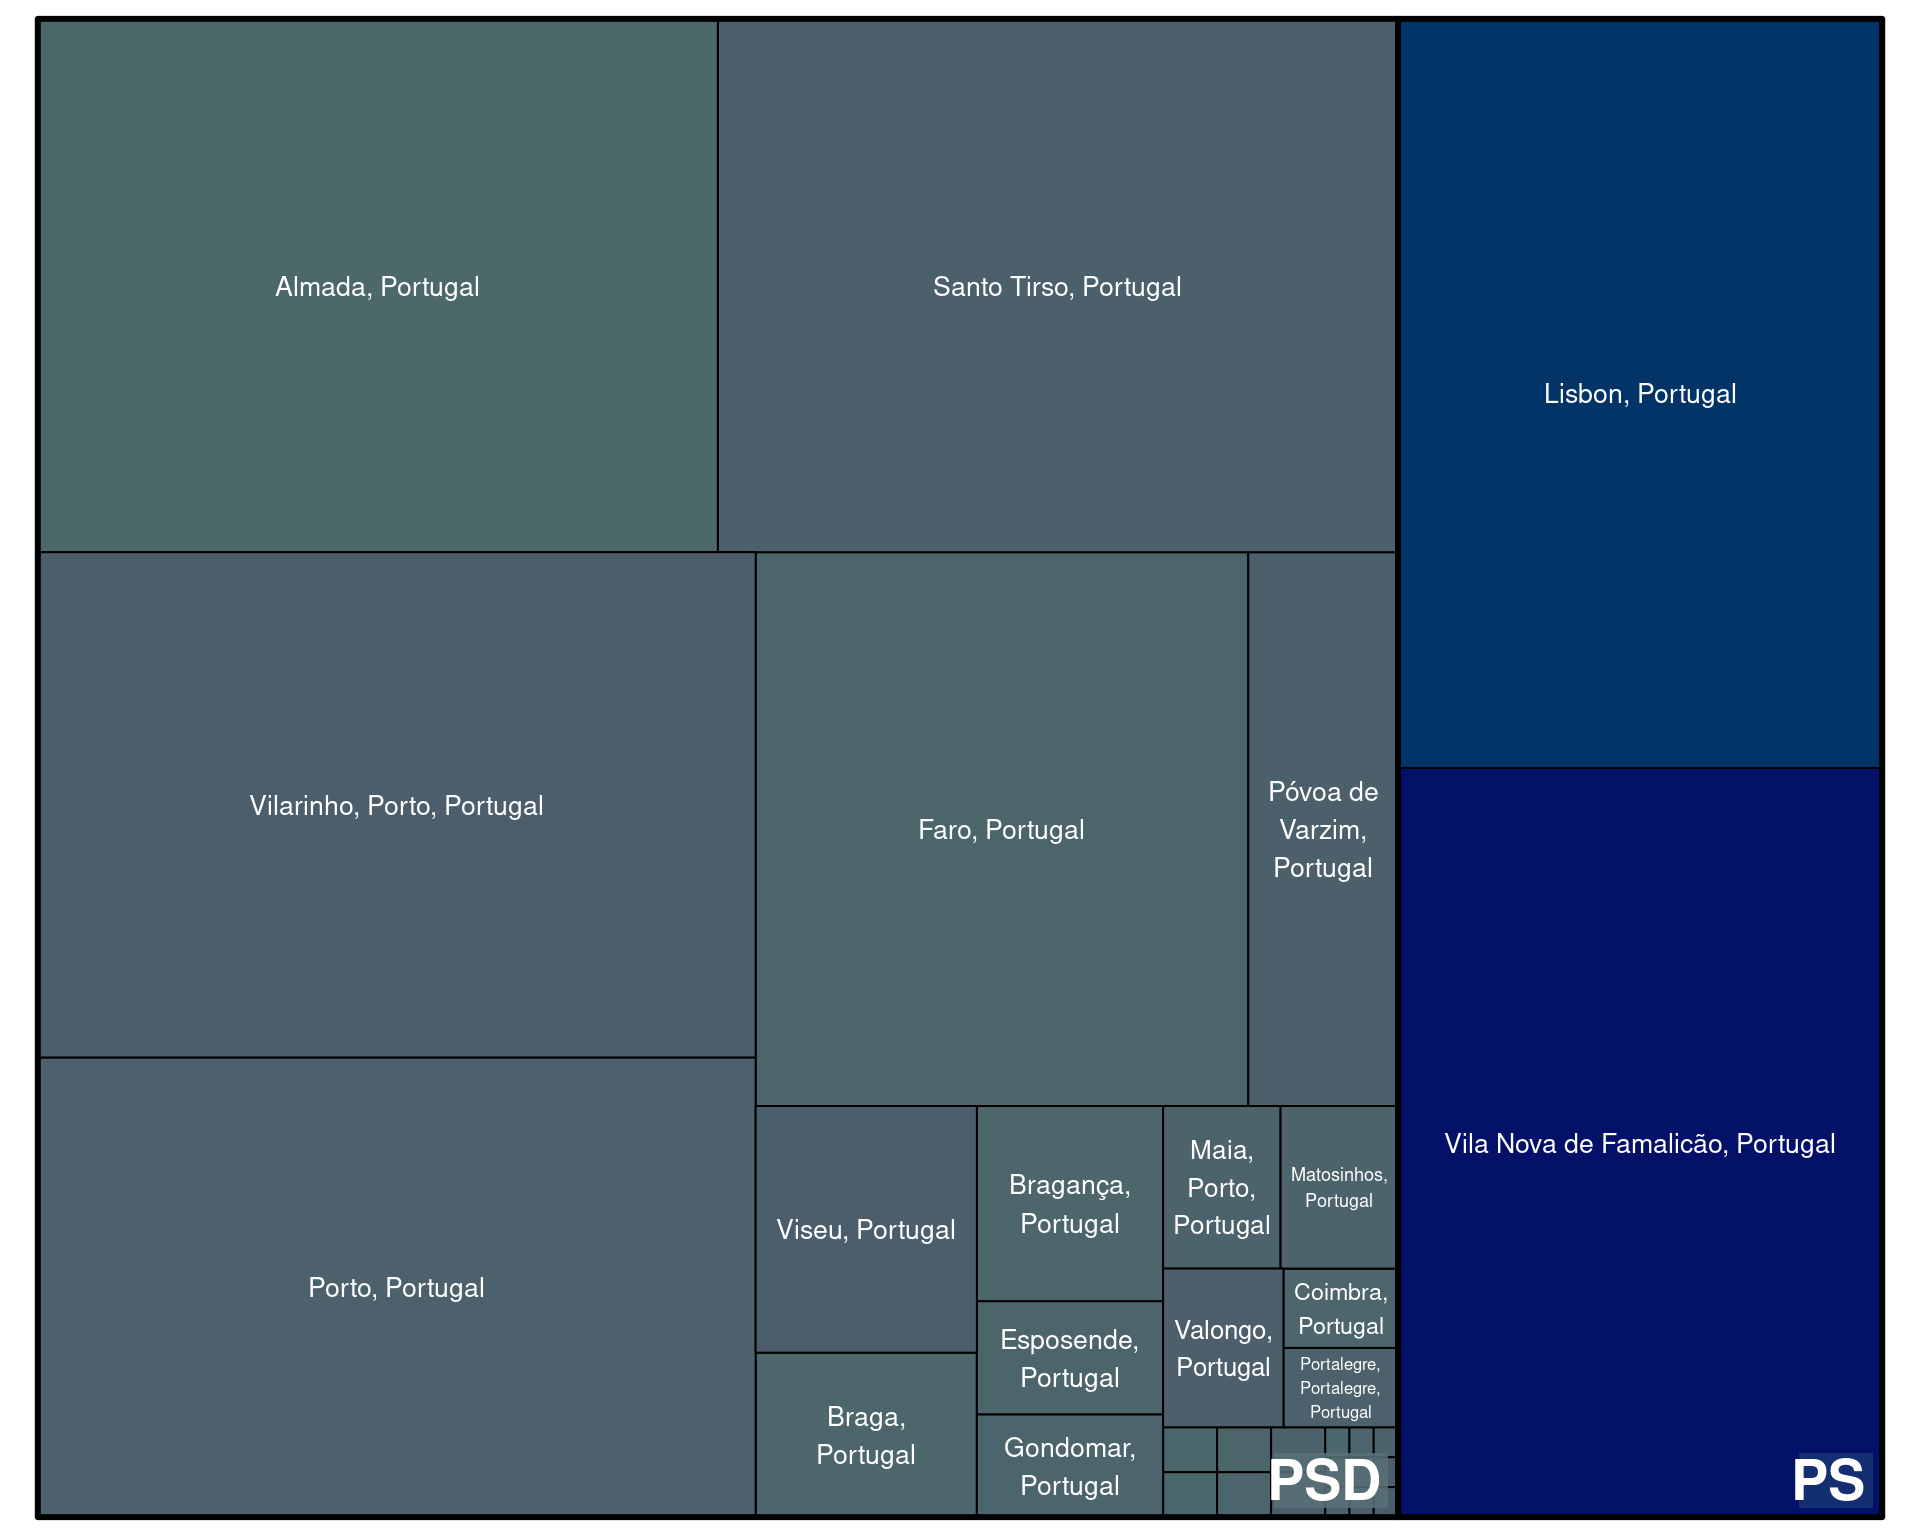 Almada, Portugal
Santo Tirso, Portugal
Lisbon, Portugal
Vilarinho, Porto, Portugal
Faro, Portugal
Póvoa de
Varzim,
Portugal
Vila Nova de Famalicão, Portugal
Porto, Portugal
Viseu, Portugal
Bragança,
Portugal
Maia,
Porto,
Portugal
Matosinhos,
Portugal
Esposende,
Portugal
Valongo,
Portugal
Coimbra,
Portugal
Portalegre,
Portalegre,
Portugal
Braga,
Portugal
Gondomar,
Portugal
PSD
PS